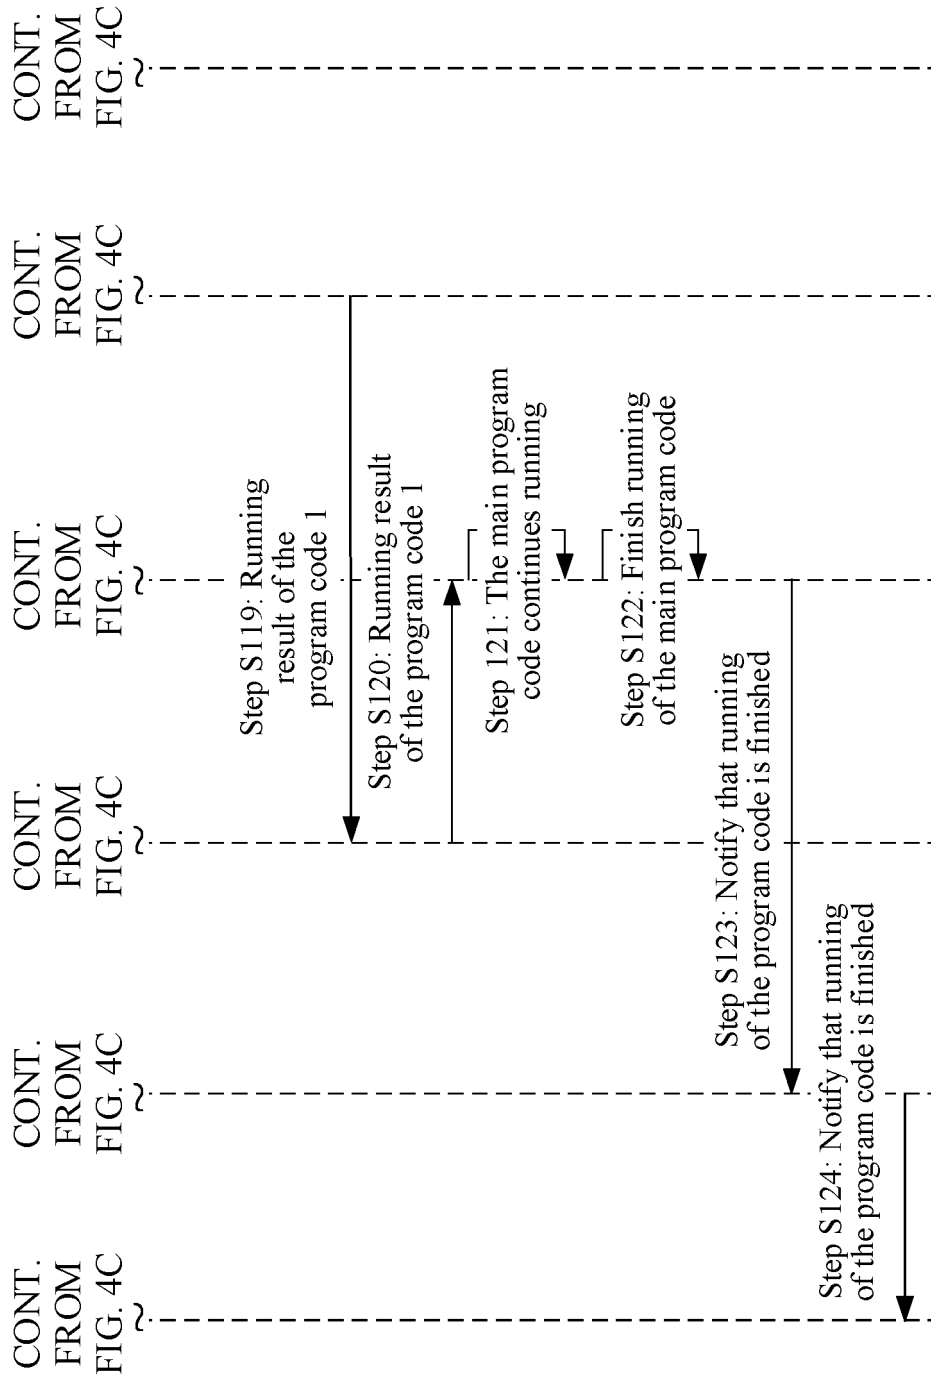 CONT.
FROM
FIG. 4C
CONT.
FROM
FIG. 4C
CONT.
FROM
FIG. 4C
CONT.
FROM
FIG. 4C
CONT.
FROM
FIG. 4C
CONT.
FROM
FIG. 4C
Step S119: Running
result of the
program code 1
Step S120: Running result
of the program code 1
Step 121: The main program
code continues running
Step S122: Finish running
of the main program code
Step S123: Notify that running
of the program code is finished
Step S124: Notify that running
of the program code is finished